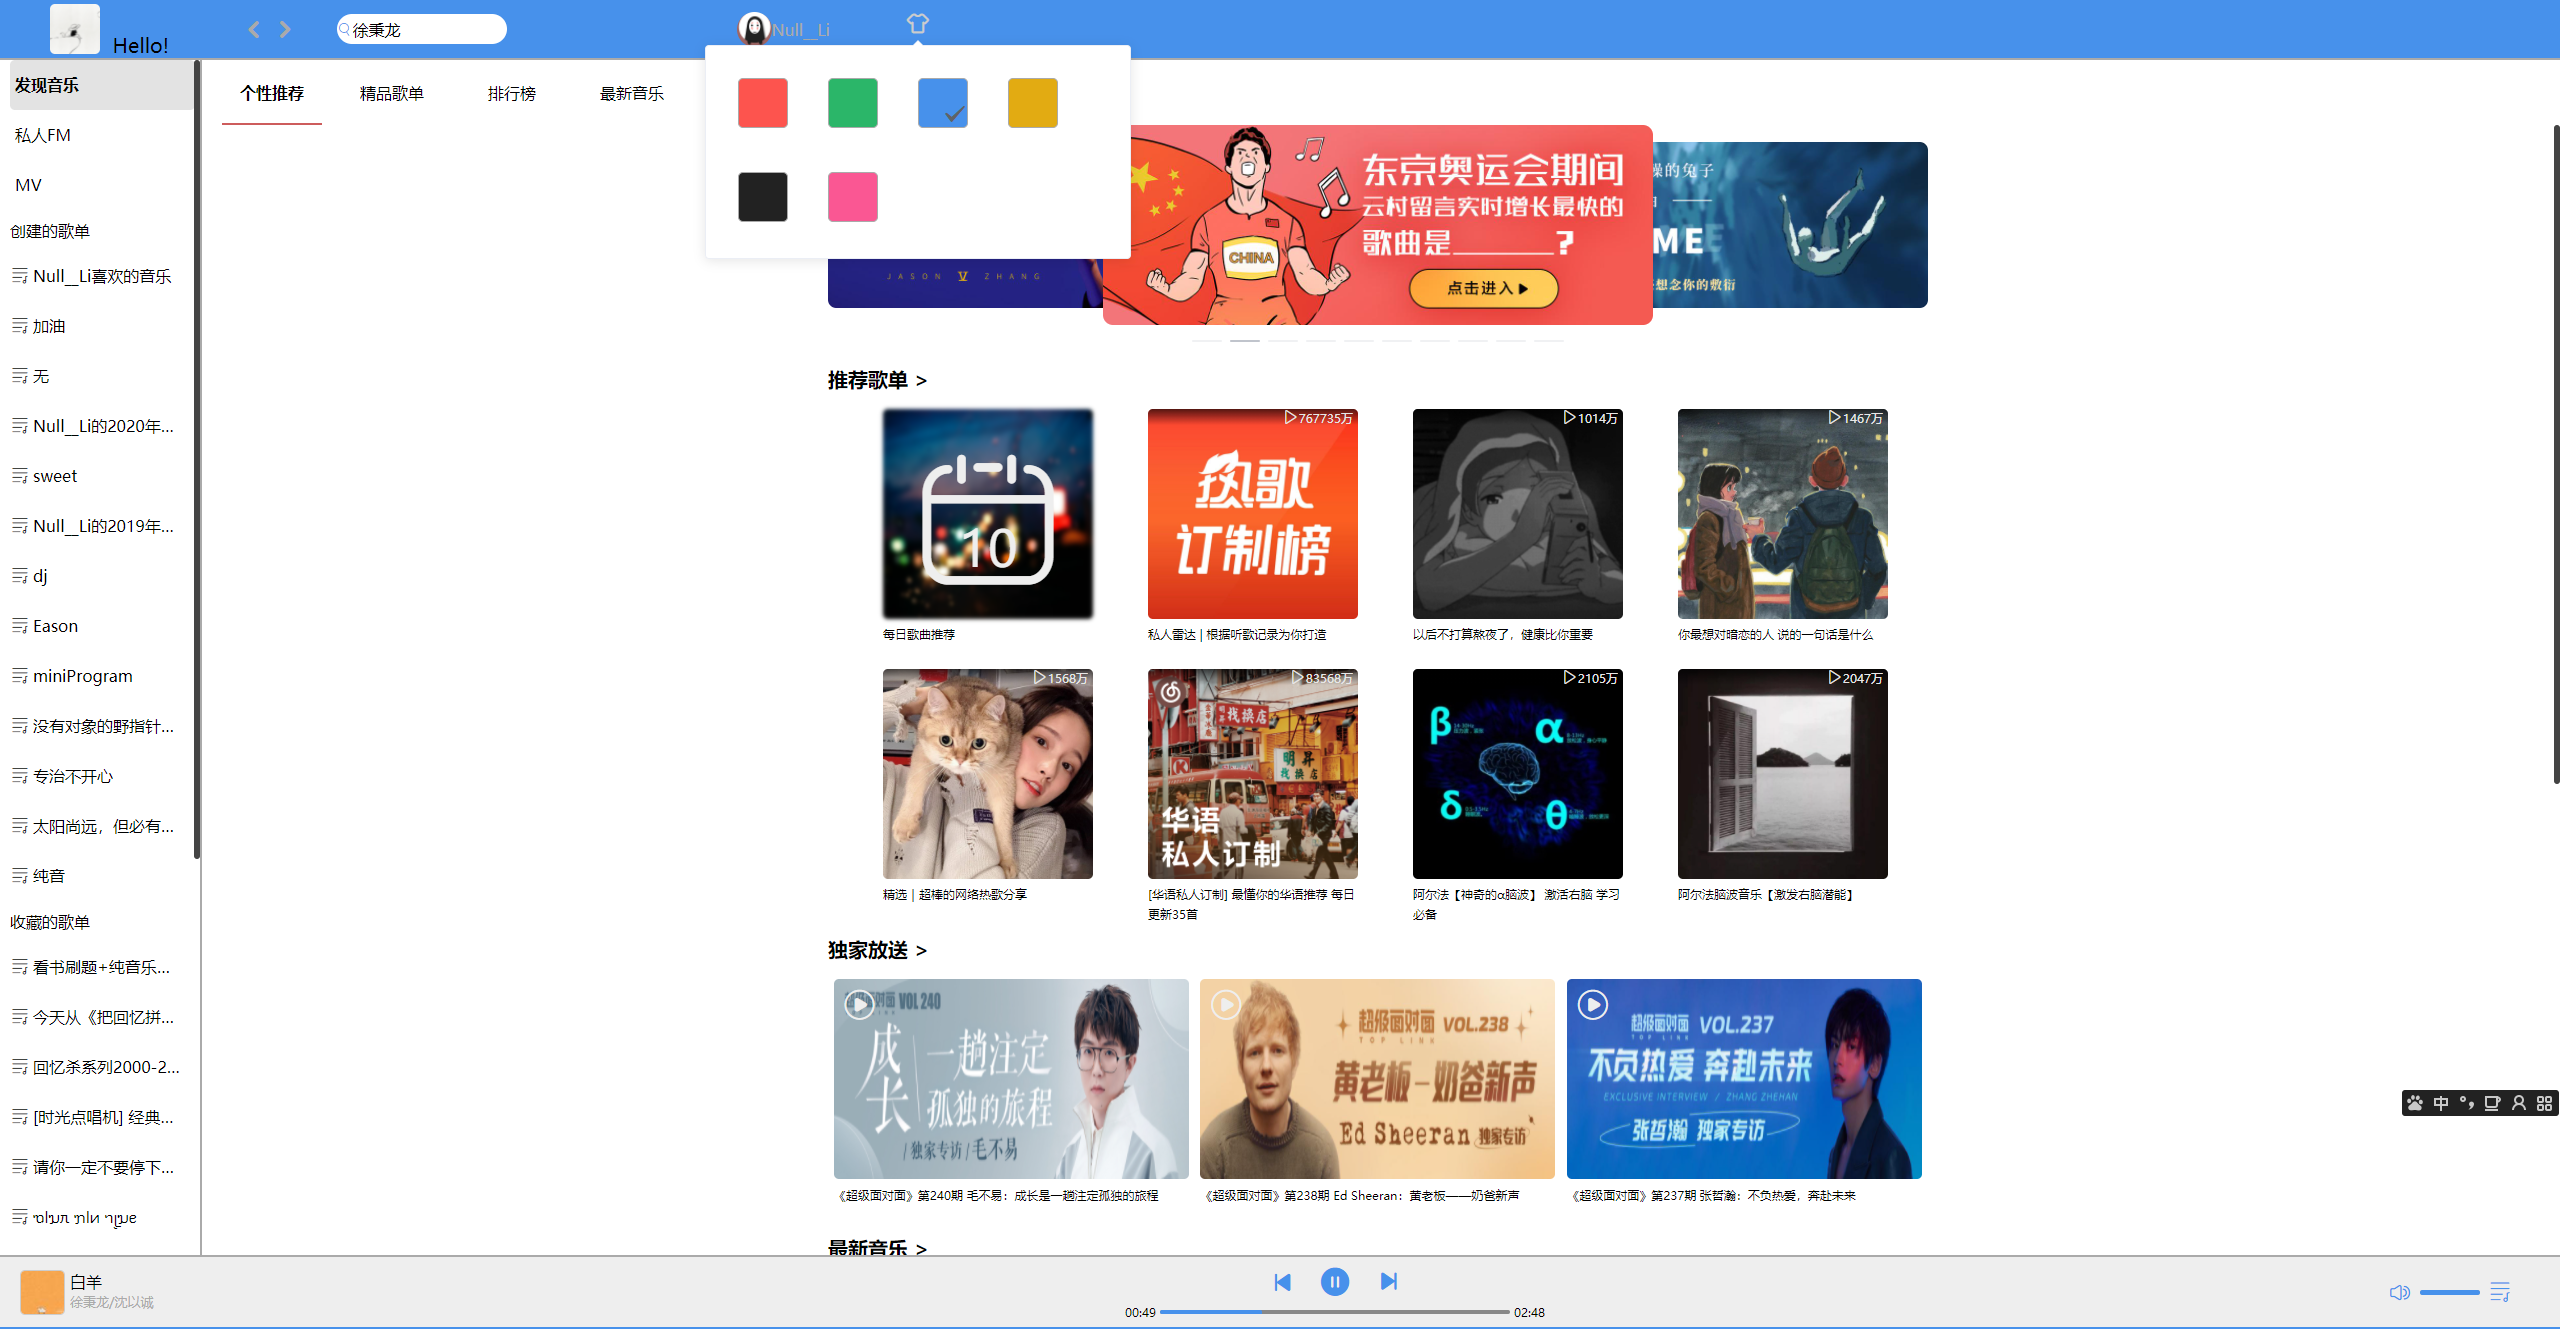 Hello!
徐秉龙
Null__Li
发现音乐
私人FM
MV
创建的歌单
Null__Li喜欢的音乐
加油
无
Null__Li的2020年...
sweet
Null__Li的2019年...
dj
Eason
miniProgram
没有对象的野指针...
专治不开心
太阳尚远，但必有...
纯音
收藏的歌单
看书刷题+纯音乐...
今天从《把回忆拼...
回忆杀系列2000-2...
[时光点唱机] 经典...
请你一定不要停下...
个性推荐
精品歌单
排行榜
最新音乐
JASON V ZHANG
东京奥运会期间
云村留言实时增长最快的
歌曲是______?
CHINA
点击进入
的兔子
ME
想念你的敷衍
推荐歌单 >
10
每日歌曲推荐
767735万
热歌
订制榜
私人雷达 | 根据听歌记录为你打造
1014万
以后不打算熬夜了，健康比你重要
1467万
你最想对暗恋的人 说的一句话是什么
1568万
精选 | 超棒的网络热歌分享
83568万
找换店
明昇
找换店
华语
私人订制
[华语私人订制] 最懂你的华语推荐 每日
更新35首
2105万
β
α
δ
θ
阿尔法【神奇的α脑波】 激活右脑 学习
必备
2047万
阿尔法脑波音乐【激发右脑潜能】
独家放送 >
超级面对面 VOL 240
成长
一趟注定
孤独的旅程
/独家专访/毛不易
《超级面对面》第240期 毛不易：成长是一趟注定孤独的旅程
超级面对面 VOL.238
TOP LINK
黄老板—奶爸新声
Ed Sheeran 独家专访
《超级面对面》第238期 Ed Sheeran：黄老板——奶爸新声
超级面对面 VOL.237
TOP LINK
不负热爱 奔赴未来
EXCLUSIVE INTERVIEW / ZHANG ZHEHAN
张哲瀚 独家专访
《超级面对面》第237期 张哲瀚：不负热爱，奔赴未来
最新音乐 >
中
白羊
徐秉龙/沈以诚
00:49
02:48